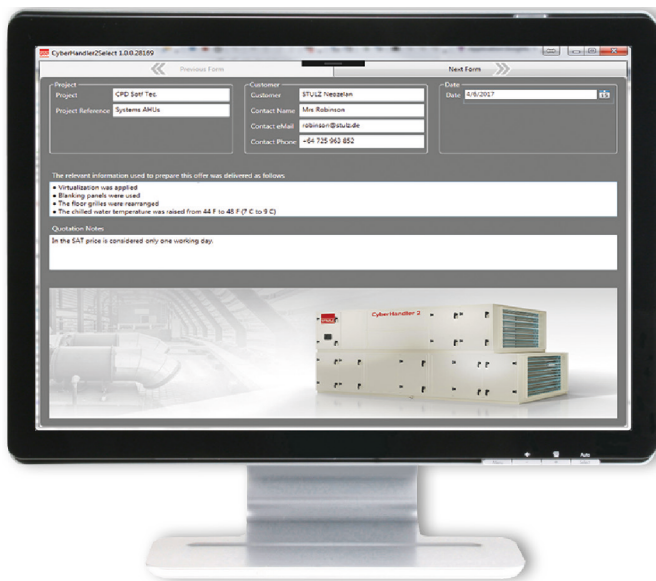 CyberHandler2Select 1.0.0.28169
Previous Form
Next Form
Project
Project CPD Sotf Tec.
Project Reference Systems AHUs
Customer
Customer STULZ Neozelan
Contact Name Mrs Robinson
Contact eMail robinson@stulz.de
Contact Phone +64 725 963 852
Date
Date 4/6/2017
The relevant information used to prepare this offer was delivered as follows
• Virtualization was applied
• Blanking panels were used
• The floor grilles were rearranged
• The chilled water temperature was raised from 44 F to 48 F (7 C to 9 C)
Quotation Notes
In the SAT price is considered only one working day.
STULZ
CyberHandler 2
Auto